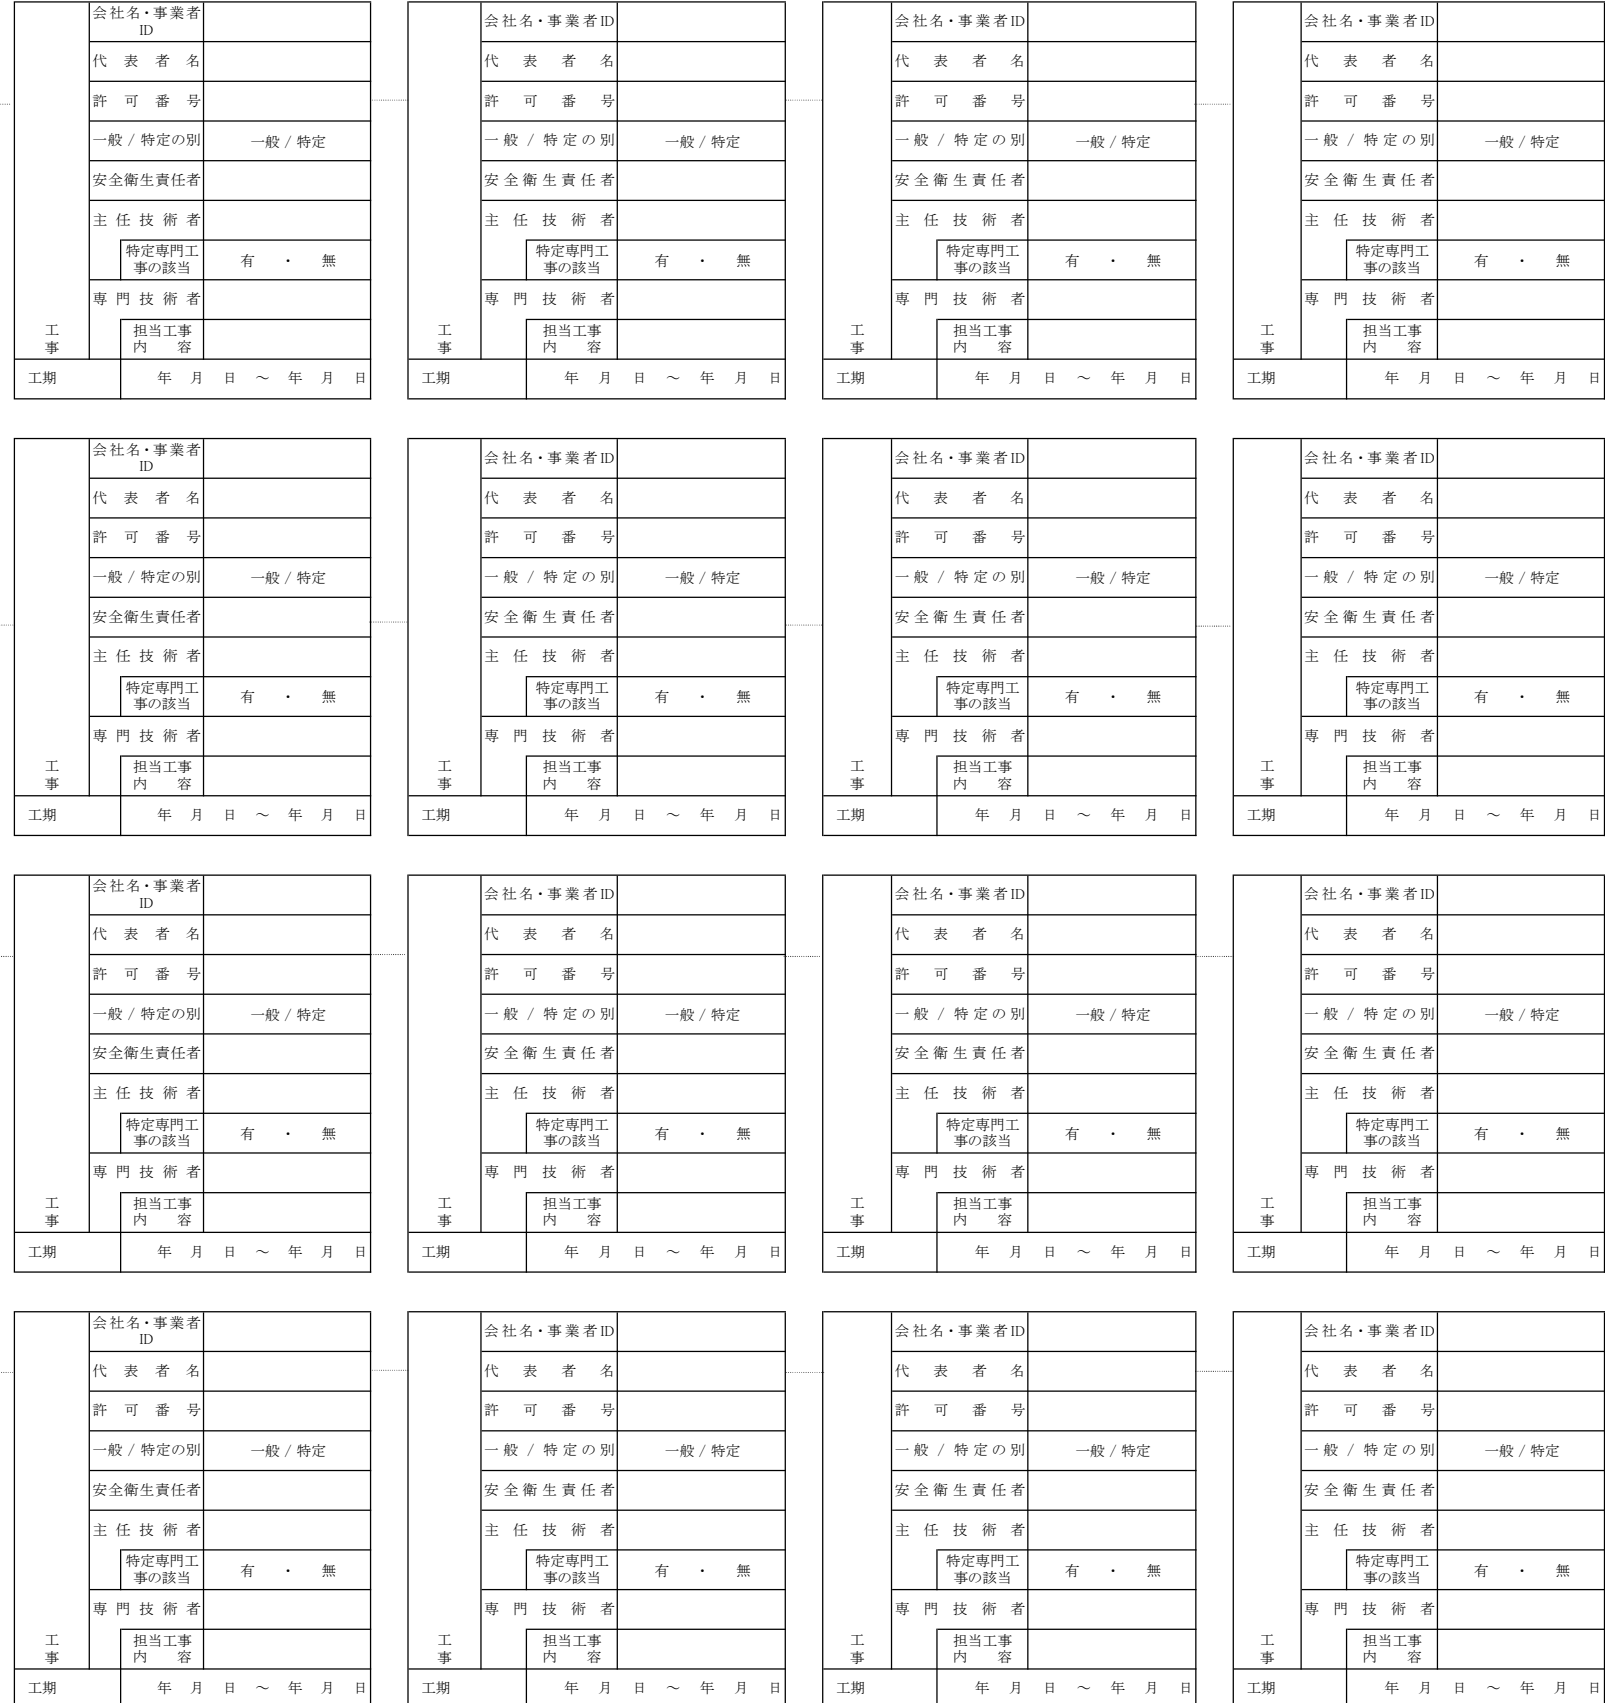 会社名・事業者
ID
代表者名
許可番号
一般 / 特定の別 一般 / 特定
安全衛生責任者
主任技術者
特定専門工
事の該当
有 ・ 無
専門技術者
工
事
担当工事
内容
工期 年 月 日 ～ 年 月 日
会社名・事業者ID
代表者名
許可番号
一般 / 特定の別 一般 / 特定
安全衛生責任者
主任技術者
特定専門工
事の該当
有 ・ 無
専門技術者
工
事
担当工事
内容
工期 年 月 日 ～ 年 月 日
会社名・事業者ID
代表者名
許可番号
一般 / 特定の別 一般 / 特定
安全衛生責任者
主任技術者
特定専門工
事の該当
有 ・ 無
専門技術者
工
事
担当工事
内容
工期 年 月 日 ～ 年 月 日
会社名・事業者ID
代表者名
許可番号
一般 / 特定の別 一般 / 特定
安全衛生責任者
主任技術者
特定専門工
事の該当
有 ・ 無
専門技術者
工
事
担当工事
内容
工期 年 月 日 ～ 年 月 日
会社名・事業者
ID
代表者名
許可番号
一般 / 特定の別 一般 / 特定
安全衛生責任者
主任技術者
特定専門工
事の該当
有 ・ 無
専門技術者
工
事
担当工事
内容
工期 年 月 日 ～ 年 月 日
会社名・事業者ID
代表者名
許可番号
一般 / 特定の別 一般 / 特定
安全衛生責任者
主任技術者
特定専門工
事の該当
有 ・ 無
専門技術者
工
事
担当工事
内容
工期 年 月 日 ～ 年 月 日
会社名・事業者ID
代表者名
許可番号
一般 / 特定の別 一般 / 特定
安全衛生責任者
主任技術者
特定専門工
事の該当
有 ・ 無
専門技術者
工
事
担当工事
内容
工期 年 月 日 ～ 年 月 日
会社名・事業者ID
代表者名
許可番号
一般 / 特定の別 一般 / 特定
安全衛生責任者
主任技術者
特定専門工
事の該当
有 ・ 無
専門技術者
工
事
担当工事
内容
工期 年 月 日 ～ 年 月 日
会社名・事業者
ID
代表者名
許可番号
一般 / 特定の別 一般 / 特定
安全衛生責任者
主任技術者
特定専門工
事の該当
有 ・ 無
専門技術者
工
事
担当工事
内容
工期 年 月 日 ～ 年 月 日
会社名・事業者ID
代表者名
許可番号
一般 / 特定の別 一般 / 特定
安全衛生責任者
主任技術者
特定専門工
事の該当
有 ・ 無
専門技術者
工
事
担当工事
内容
工期 年 月 日 ～ 年 月 日
会社名・事業者ID
代表者名
許可番号
一般 / 特定の別 一般 / 特定
安全衛生責任者
主任技術者
特定専門工
事の該当
有 ・ 無
専門技術者
工
事
担当工事
内容
工期 年 月 日 ～ 年 月 日
会社名・事業者ID
代表者名
許可番号
一般 / 特定の別 一般 / 特定
安全衛生責任者
主任技術者
特定専門工
事の該当
有 ・ 無
専門技術者
工
事
担当工事
内容
工期 年 月 日 ～ 年 月 日
会社名・事業者
ID
代表者名
許可番号
一般 / 特定の別 一般 / 特定
安全衛生責任者
主任技術者
特定専門工
事の該当
有 ・ 無
専門技術者
工
事
担当工事
内容
工期 年 月 日 ～ 年 月 日
会社名・事業者ID
代表者名
許可番号
一般 / 特定の別 一般 / 特定
安全衛生責任者
主任技術者
特定専門工
事の該当
有 ・ 無
専門技術者
工
事
担当工事
内容
工期 年 月 日 ～ 年 月 日
会社名・事業者ID
代表者名
許可番号
一般 / 特定の別 一般 / 特定
安全衛生責任者
主任技術者
特定専門工
事の該当
有 ・ 無
専門技術者
工
事
担当工事
内容
工期 年 月 日 ～ 年 月 日
会社名・事業者ID
代表者名
許可番号
一般 / 特定の別 一般 / 特定
安全衛生責任者
主任技術者
特定専門工
事の該当
有 ・ 無
専門技術者
工
事
担当工事
内容
工期 年 月 日 ～ 年 月 日